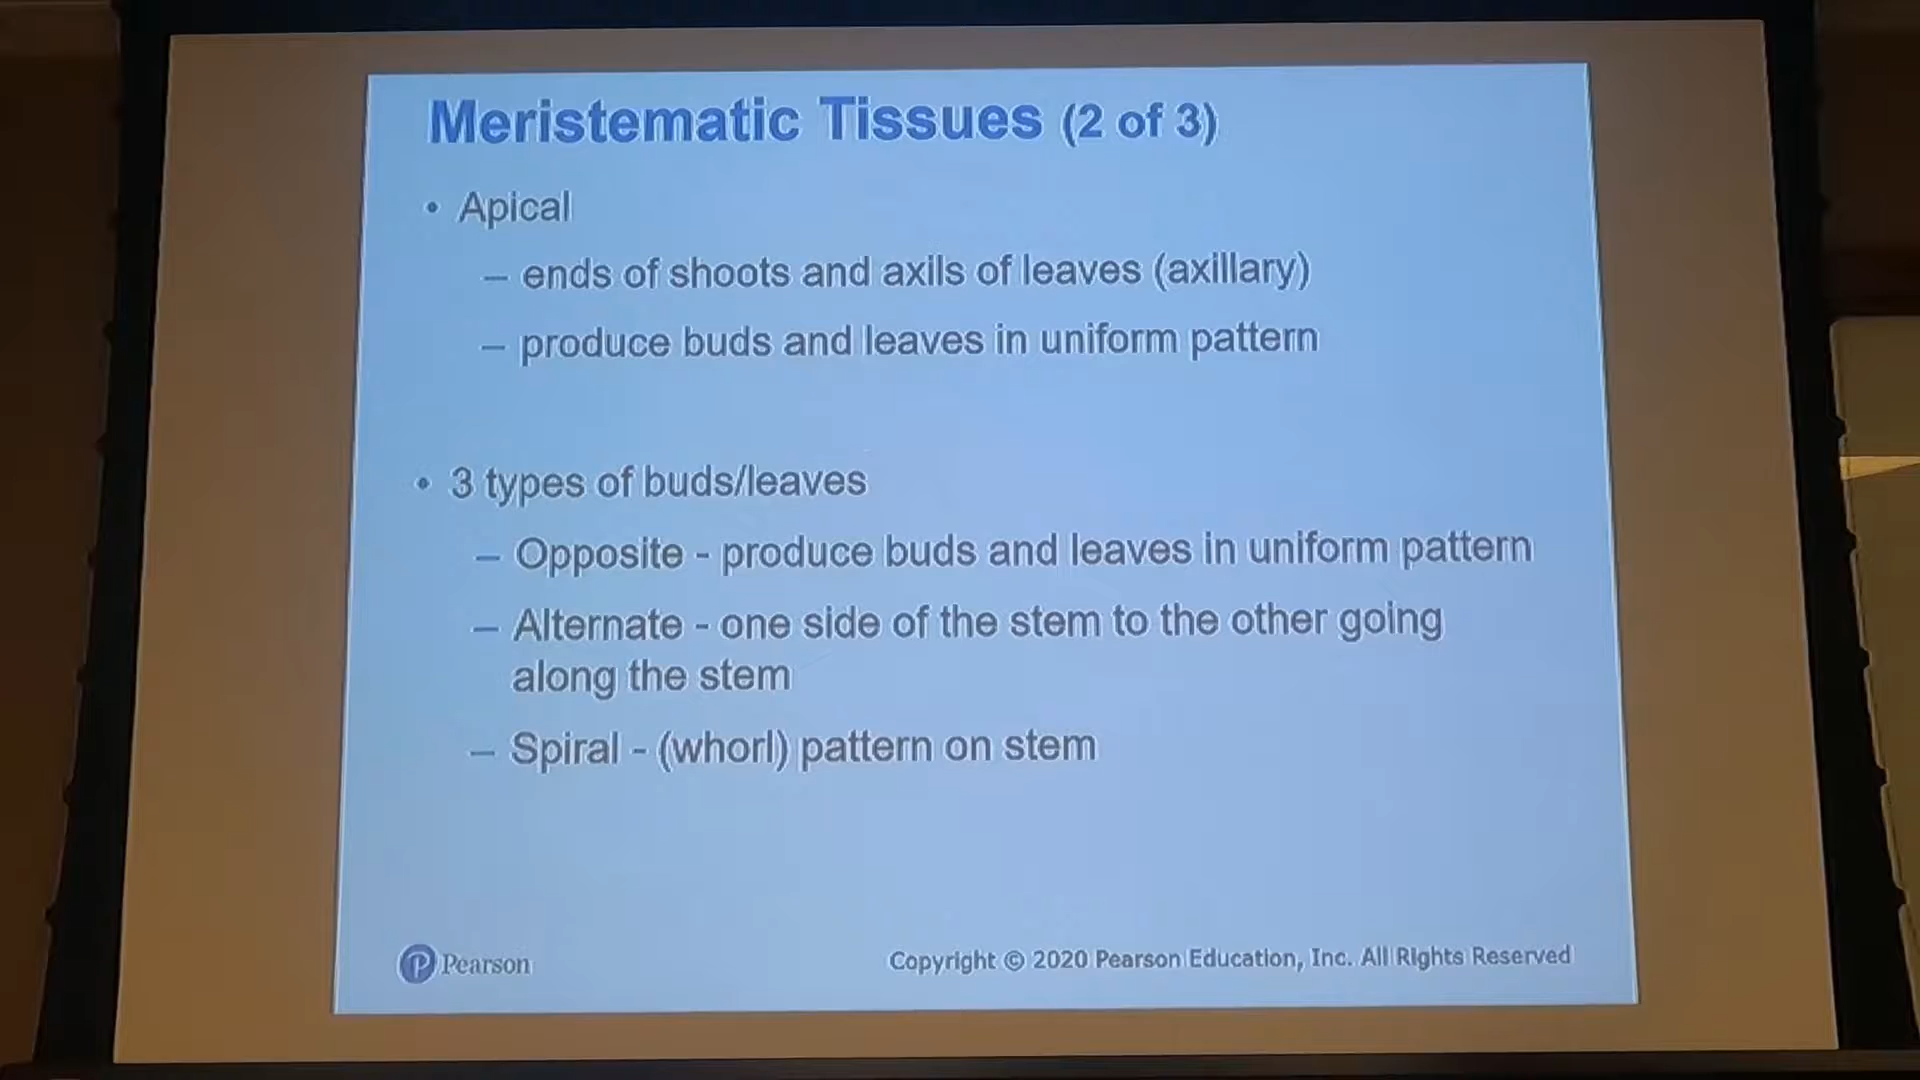 Meristematic Tissues (2 of 3)
• Apical
– ends of shoots and axils of leaves (axillary)
– produce buds and leaves in uniform pattern
• 3 types of buds/leaves
– Opposite - produce buds and leaves in uniform pattern
– Alternate - one side of the stem to the other going
along the stem
– Spiral - (whorl) pattern on stem
P Pearson
Copyright © 2020 Pearson Education, Inc. All Rights Reserved